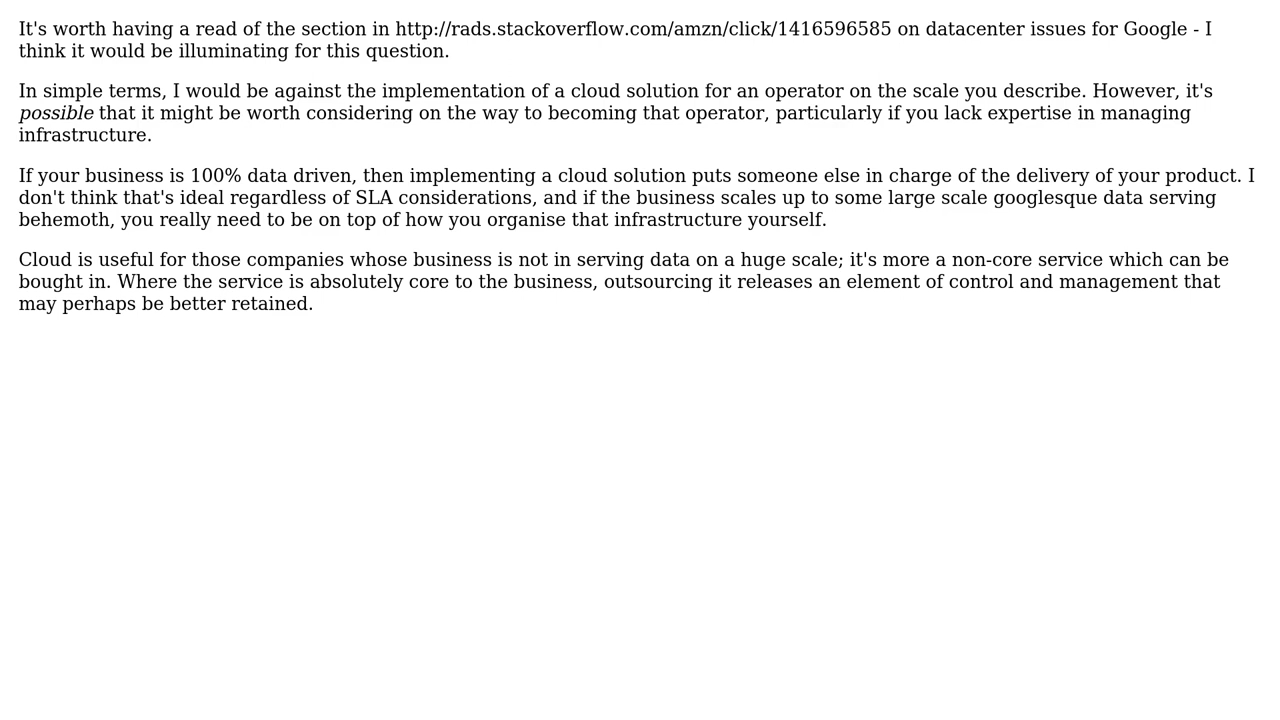 It's worth having a read of the section in http://rads.stackoverflow.com/amzn/click/1416596585 on datacenter issues for Google - I
think it would be illuminating for this question.
In simple terms, I would be against the implementation of a cloud solution for an operator on the scale you describe. However, it's
possible that it might be worth considering on the way to becoming that operator, particularly if you lack expertise in managing
infrastructure.
If your business is 100% data driven, then implementing a cloud solution puts someone else in charge of the delivery of your product. I
don't think that's ideal regardless of SLA considerations, and if the business scales up to some large scale googlesque data serving
behemoth, you really need to be on top of how you organise that infrastructure yourself.
Cloud is useful for those companies whose business is not in serving data on a huge scale; it's more a non-core service which can be
bought in. Where the service is absolutely core to the business, outsourcing it releases an element of control and management that
may perhaps be better retained.